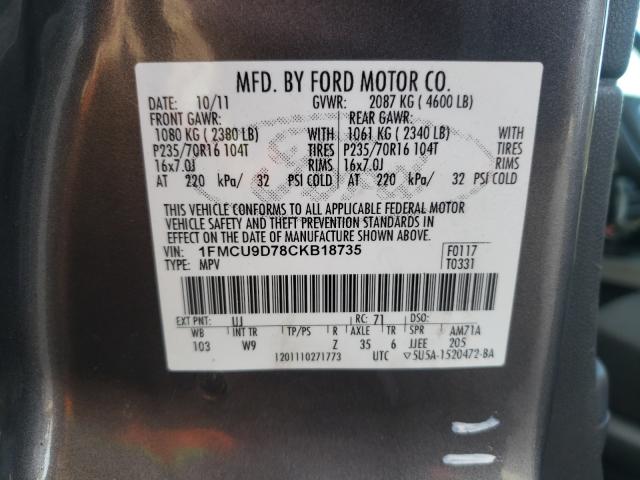 MFD. BY FORD MOTOR CO.
DATE: 10/11 GVWR: 2087 KG ( 4600 LB)
FRONT GAWR: REAR GAWR:
1080 KG ( 2380 LB) WITH 1061 KG ( 2340 LB) WITH
P235/70R16 104T TIRES P235/70R16 104T TIRES
16x7.0J RIMS 16x7.0J RIMS
AT 220 kPa/ 32 PSI COLD AT 220 kPa/ 32 PSI COLD
THIS VEHICLE CONFORMS TO ALL APPLICABLE FEDERAL MOTOR
VEHICLE SAFETY AND THEFT PREVENTION STANDARDS IN
EFFECT ON THE DATE OF MANUFACTURE SHOWN ABOVE.
VIN: 1FMCU9D78CKB18735 F0117
TYPE: MPV T0331
EXT PNT: UJ RC: 71 DSO:
WB INT TR TP/PS R AXLE TR SPR AM71A
103 W9 Z 35 6 JJEE 205
1201110271773 UTC ▽5U5A-1520472-BA